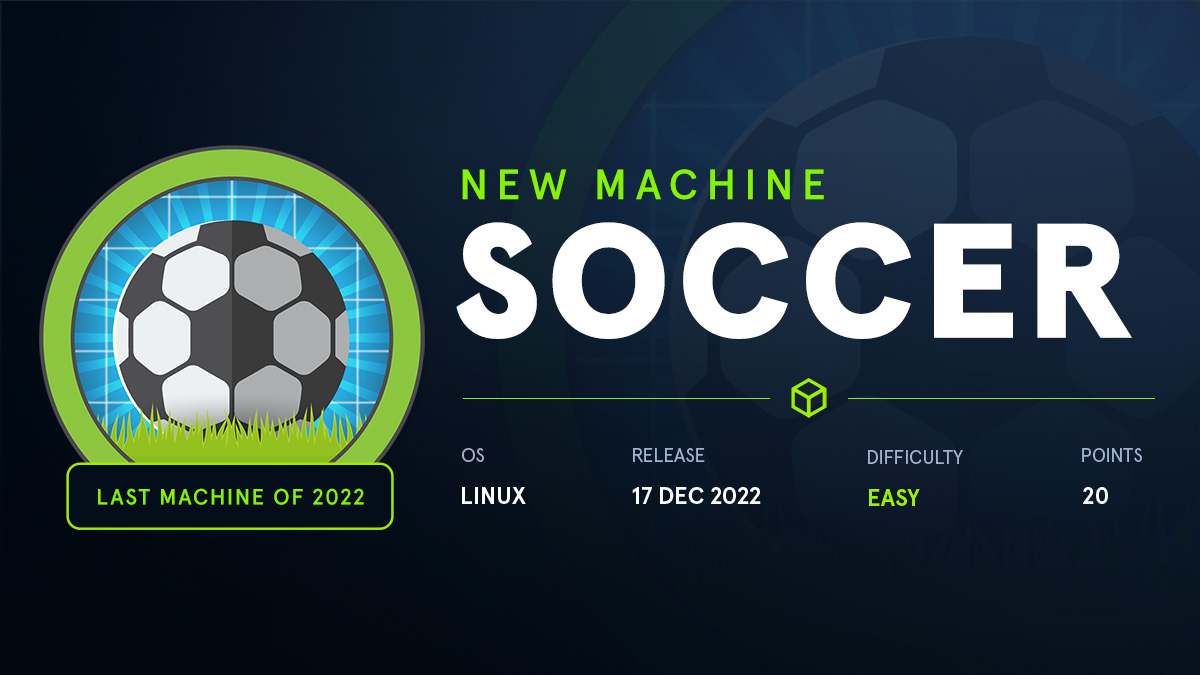 NEW MACHINE
SOCCER
LAST MACHINE OF 2022
OS
LINUX
RELEASE
17 DEC 2022
DIFFICULTY
EASY
POINTS
20